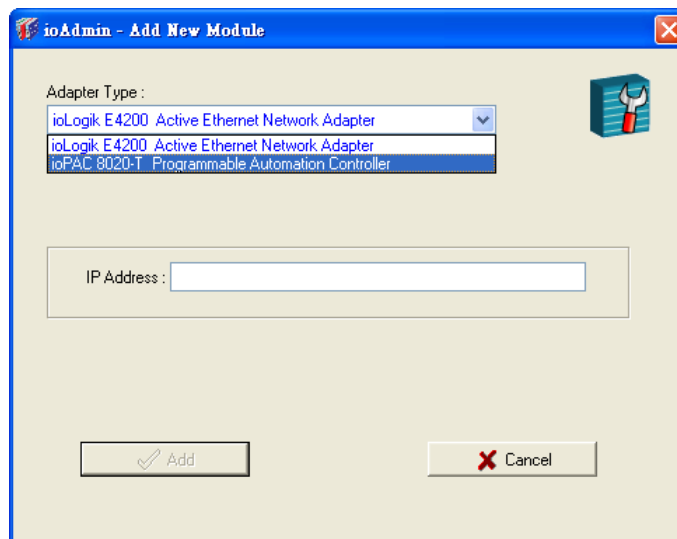 ioAdmin - Add New Module
Adapter Type :
ioLogik E4200 Active Ethernet Network Adapter
ioLogik E4200 Active Ethernet Network Adapter
ioPAC 8020-T Programmable Automation Controller
IP Address :
Add
Cancel